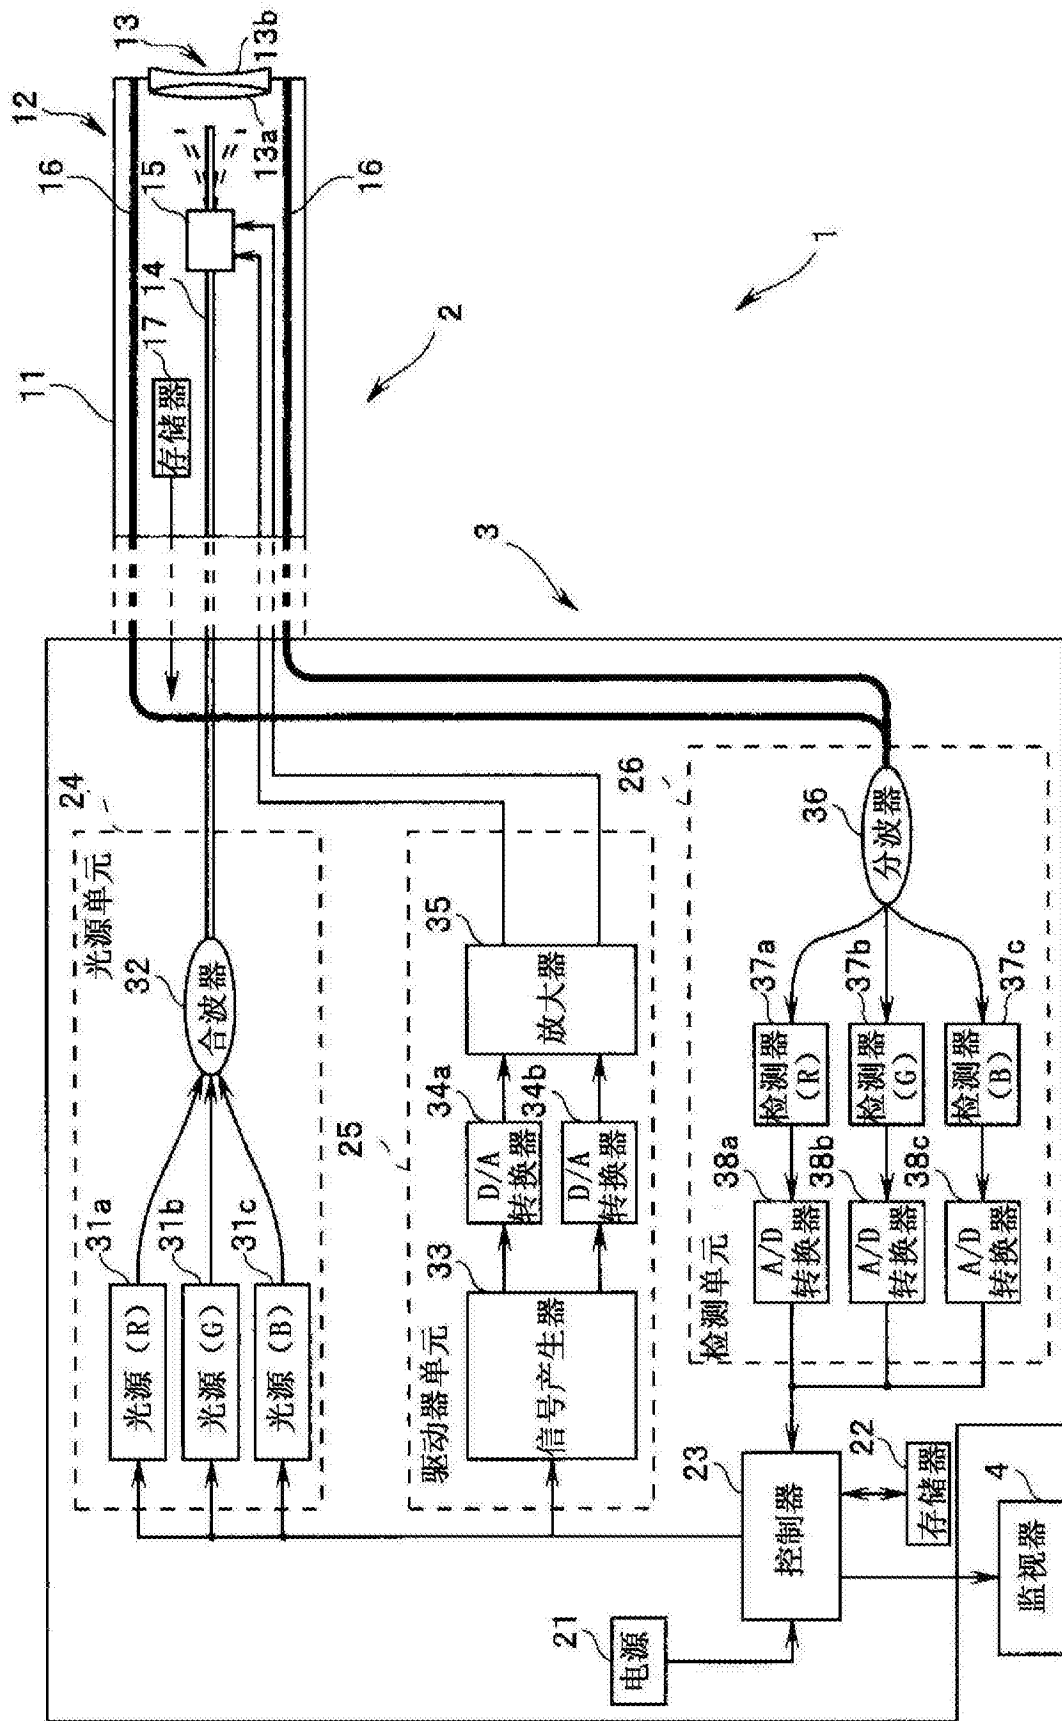 13
13b
13a
12
16
15
16
14
17
存储器
11
2
1
3
24
光源单元
32
合波器
31a
光源（R）
31b
光源（G）
31c
光源（B）
25
驱动器单元
35
放大器
34a
D/A
转换器
34b
D/A
转换器
33
信号产生器
26
检测单元
36
分波器
37a
检测器
（R）
37b
检测器
（G）
37c
检测器
（B）
38a
A/D
转换器
38b
A/D
转换器
38c
A/D
转换器
23
控制器
22
存储器
21
电源
4
监视器